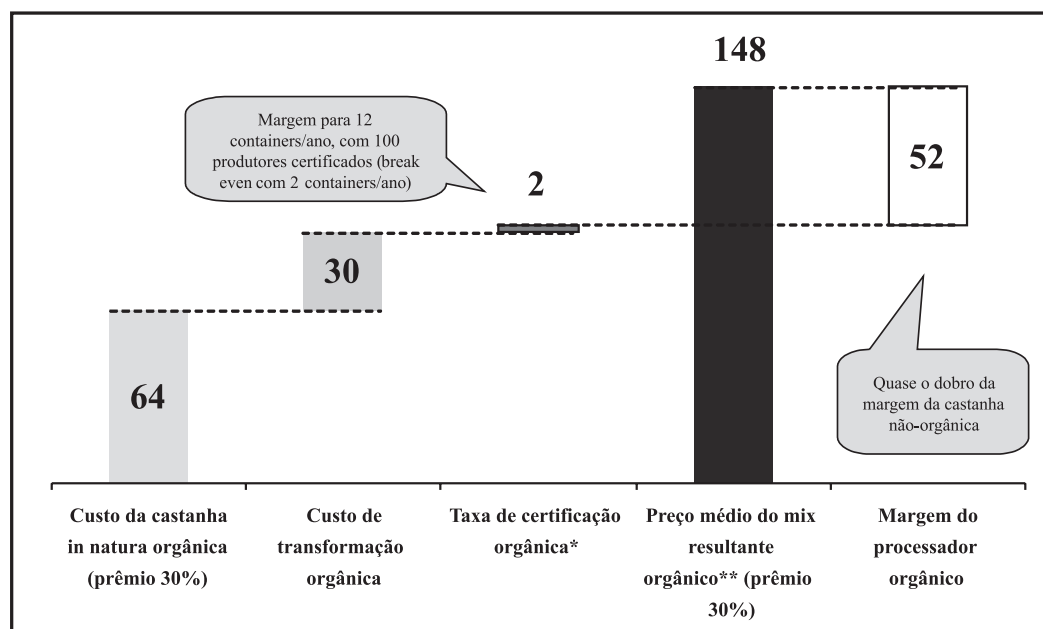 148
Margem para 12
containers/ano, com 100
produtores certificados (break
even com 2 containers/ano)
2
52
30
64
Quase o dobro da
margem da castanha
não-orgânica
Custo da castanha
in natura orgânica
(prêmio 30%)
Custo de
transformação
orgânica
Taxa de certificação
orgânica*
Preço médio do mix
resultante
orgânico** (prêmio
30%)
Margem do
processador
orgânico